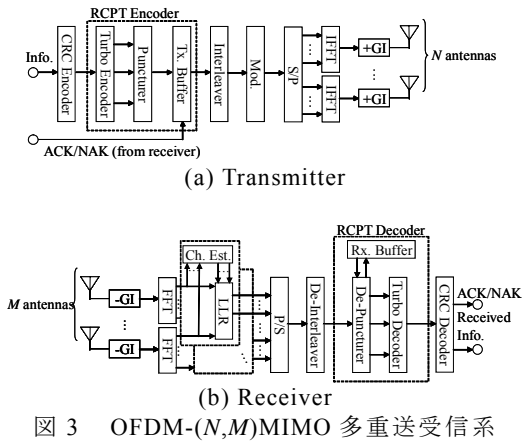 RCPT Encoder
Info.
CRC Encoder
Turbo Encoder
Puncturer
Tx. Buffer
Interleaver
Mod.
S/P
IFFT
+GI
IFFT
+GI
N antennas
ACK/NAK (from receiver)
(a) Transmitter
M antennas
-GI
-GI
FFT
FFT
Ch. Est.
LLR
P/S
De-Interleaver
RCPT Decoder
Rx. Buffer
De-Puncturer
Turbo Decoder
CRC Decoder
ACK/NAK
Received
Info.
(b) Receiver
図 3 OFDM-(N,M)MIMO 多重送受信系